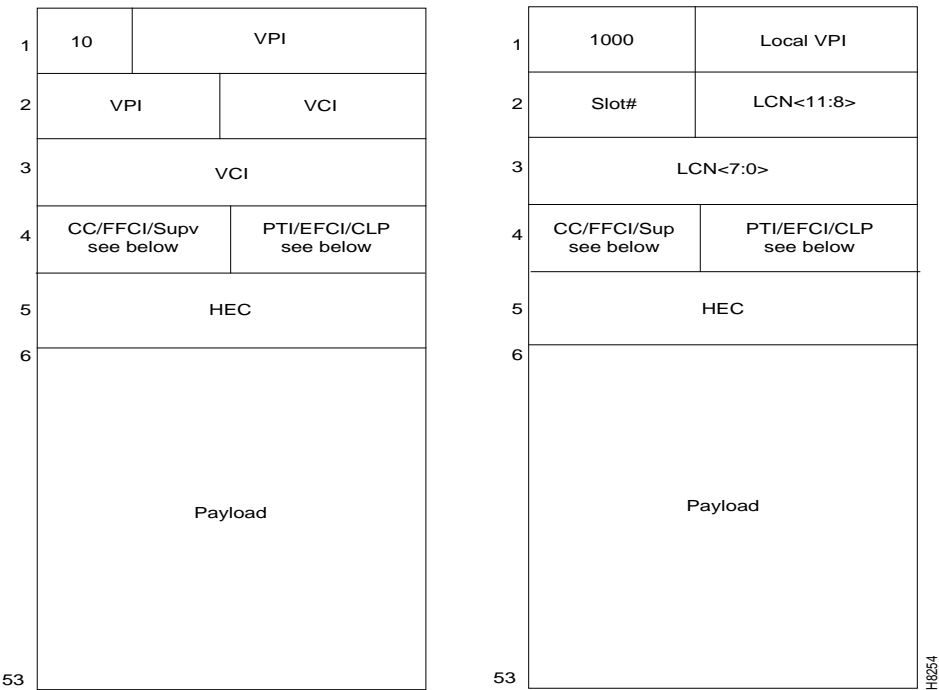 1 10 VPI
2 VPI VCI
3 VCI
4 CC/FFCI/Supv PTI/EFCI/CLP
see below see below
5 HEC
6
Payload
53
1 1000 Local VPI
2 Slot# LCN<11:8>
3 LCN<7:0>
4 CC/FFCI/Sup PTI/EFCI/CLP
see below see below
5 HEC
6
Payload
53
H8254